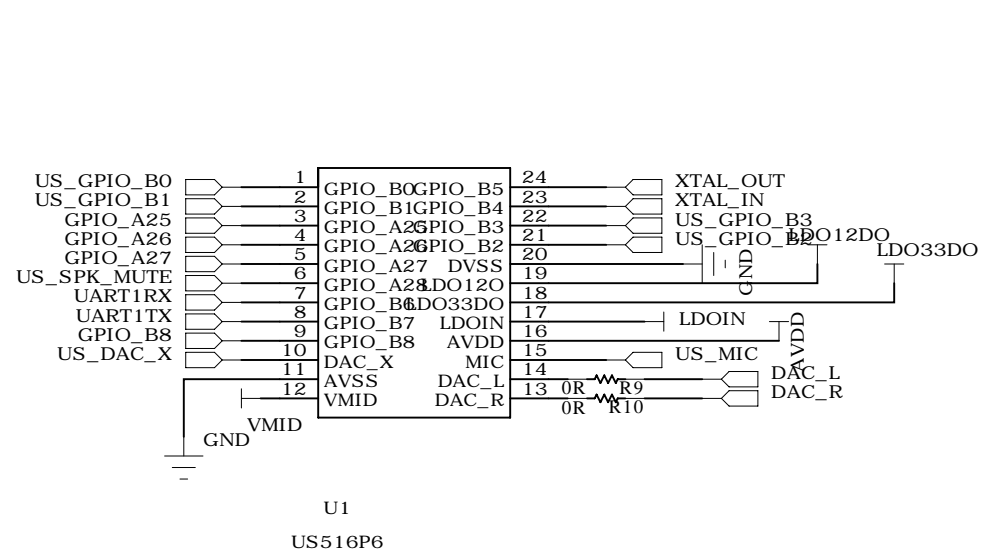 US_GPIO_B0 1 GPIO_B0 GPIO_B5 24 XTAL_OUT
US_GPIO_B1 2 GPIO_B1 GPIO_B4 23 XTAL_IN
GPIO_A25 3 GPIO_A25 GPIO_B3 22 US_GPIO_B3
GPIO_A26 4 GPIO_A26 GPIO_B2 21 US_GPIO_B2 LDO12DO
GPIO_A27 5 GPIO_A27 DVSS 20 GND LDO33DO
US_SPK_MUTE 6 GPIO_A28 LDO12O 19
UART1RX 7 GPIO_B6 LDO33DO 18
UART1TX 8 GPIO_B7 LDOIN 17 LDOIN
GPIO_B8 9 GPIO_B8 AVDD 16 AVDD
US_DAC_X 10 DAC_X MIC 15 US_MIC
11 AVSS DAC_L 14 0R R9 DAC_L
12 VMID DAC_R 13 0R R10 DAC_R
VMID
GND
U1
US516P6